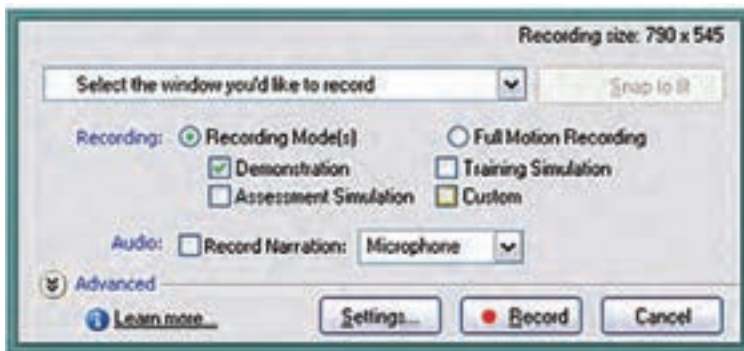 Recording size: 790 x 545
Select the window you'd like to record Snap to fit
Recording: Recording Mode(s) Full Motion Recording
Demonstration Training Simulation
Assessment Simulation Custom
Audio: Record Narration: Microphone
Advanced
Learn more... Settings... Record Cancel